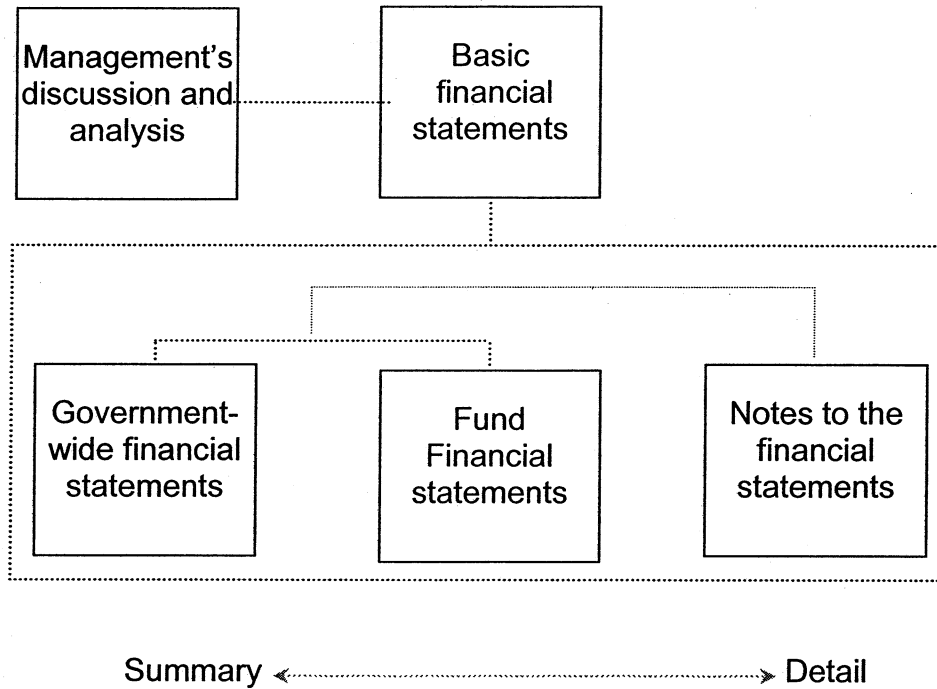 Management's
discussion and
analysis
Basic
financial
statements
Government-
wide financial
statements
Fund
Financial
statements
Notes to the
financial
statements
Summary
Detail